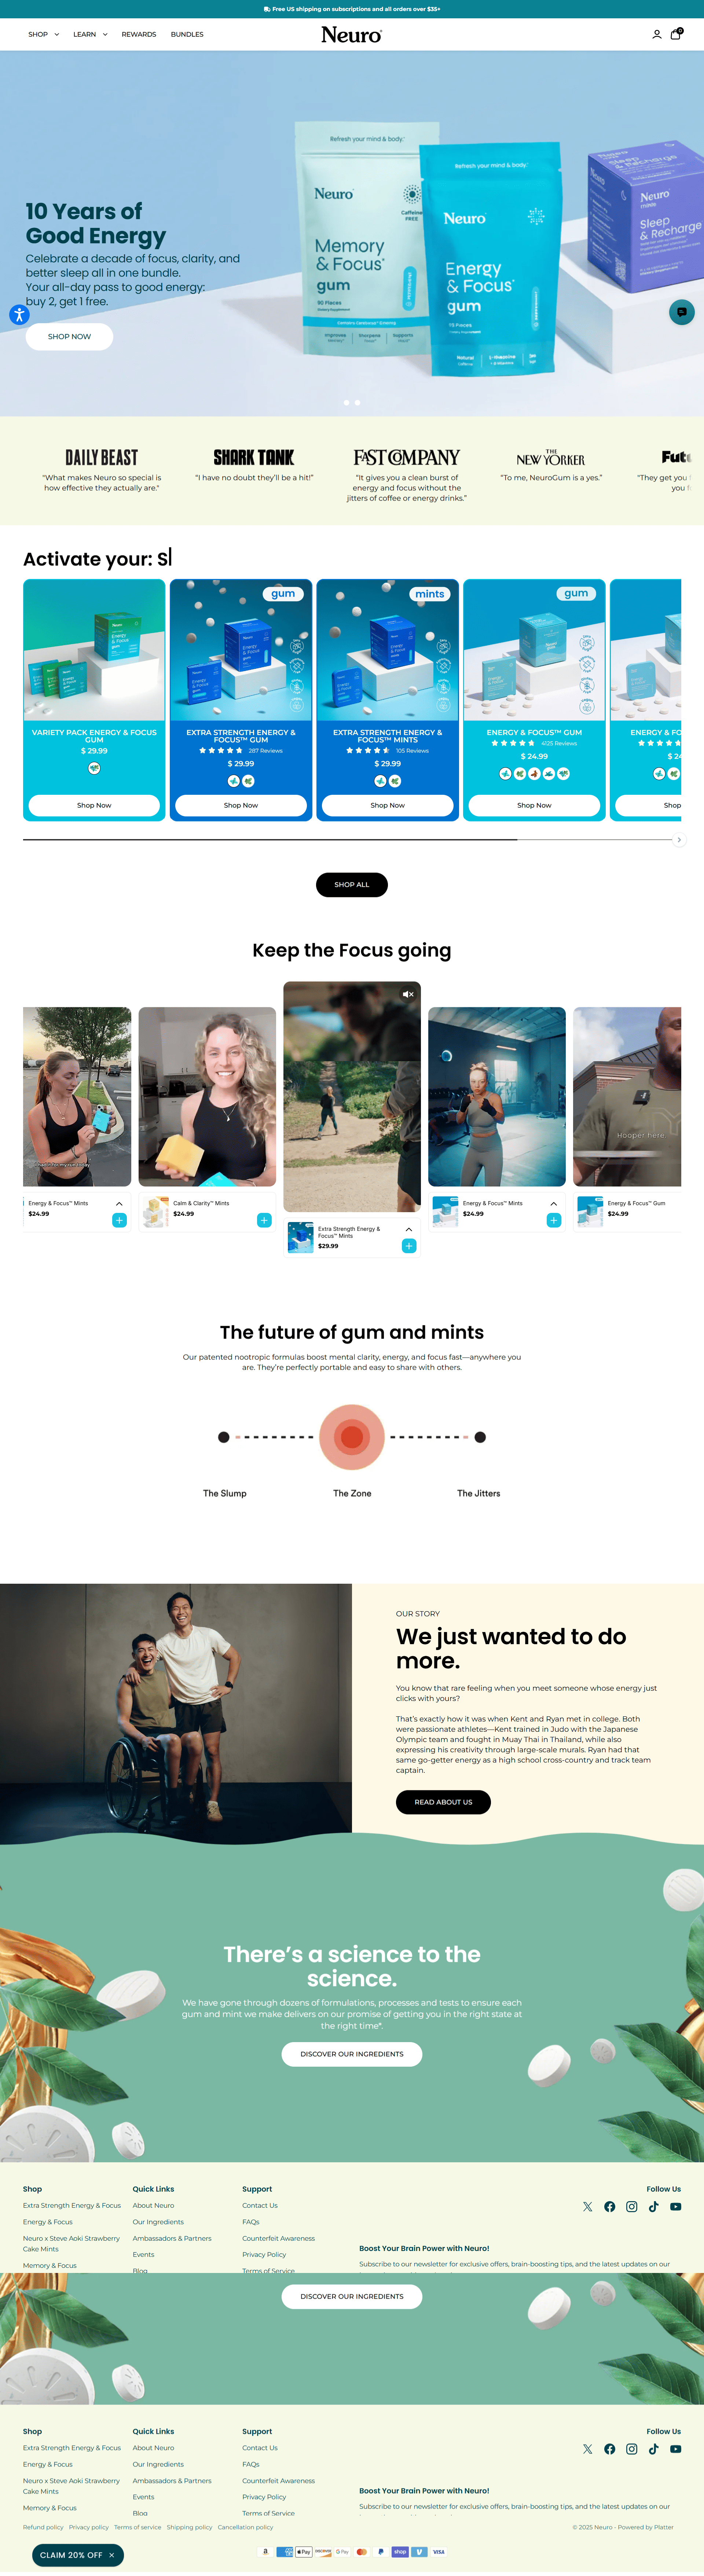 Free US shipping on subscriptions and all orders over $35+
SHOP LEARN REWARDS BUNDLES
Neuro
0
10 Years of
Good Energy
Celebrate a decade of focus, clarity, and
better sleep all in one bundle.
Your all-day pass to good energy:
buy 2, get 1 free.
SHOP NOW
Refresh your mind & body.
Neuro
Caffeine
FREE
Memory
& Focus
gum
90 Pieces
Refresh your mind & body.
Neuro
Energy
& Focus
gum
Neuro
mints
Sleep
& Recharge
DAILY BEAST
"What makes Neuro so special is
how effective they actually are."
SHARK TANK
"I have no doubt they'll be a hit!"
FAST COMPANY
"It gives you a clean burst of
energy and focus without the
jitters of coffee or energy drinks."
THE
NEW YORKER
"To me, NeuroGum is a yes."
Activate your: S
VARIETY PACK ENERGY & FOCUS
GUM
$ 29.99
Shop Now
gum
EXTRA STRENGTH ENERGY &
FOCUS™ GUM
287 Reviews
$ 29.99
Shop Now
mints
EXTRA STRENGTH ENERGY &
FOCUS™ MINTS
105 Reviews
$ 29.99
Shop Now
gum
ENERGY & FOCUS™ GUM
4125 Reviews
$ 24.99
Shop Now
ENERGY & FO
$ 24
Shop
SHOP ALL
Keep the Focus going
Hooper here
Energy & Focus™ Mints
$24.99
Calm & Clarity™ Mints
$24.99
Extra Strength Energy &
Focus™ Mints
$29.99
Energy & Focus™ Mints
$24.99
Energy & Focus™ Gum
$24.99
The future of gum and mints
Our patented nootropic formulas boost mental clarity, energy, and focus fast—anywhere you
are. They're perfectly portable and easy to share with others.
The Slump The Zone The Jitters
OUR STORY
We just wanted to do
more.
You know that rare feeling when you meet someone whose energy just
clicks with yours?
That's exactly how it was when Kent and Ryan met in college. Both
were passionate athletes—Kent trained in Judo with the Japanese
Olympic team and fought in Muay Thai in Thailand, while also
expressing his creativity through large-scale murals. Ryan had that
same go-getter energy as a high school cross-country and track team
captain.
READ ABOUT US
There's a science to the
science.
We have gone through dozens of formulations, processes and tests to ensure each
gum and mint we make delivers on our promise of getting you in the right state at
the right time*.
DISCOVER OUR INGREDIENTS
Shop
Extra Strength Energy & Focus
Energy & Focus
Neuro x Steve Aoki Strawberry
Cake Mints
Memory & Focus
Quick Links
About Neuro
Our Ingredients
Ambassadors & Partners
Events
Blog
Support
Contact Us
FAQs
Counterfeit Awareness
Privacy Policy
Terms of Service
Follow Us
Boost Your Brain Power with Neuro!
Subscribe to our newsletter for exclusive offers, brain-boosting tips, and the latest updates on our
DISCOVER OUR INGREDIENTS
Shop
Extra Strength Energy & Focus
Energy & Focus
Neuro x Steve Aoki Strawberry
Cake Mints
Memory & Focus
Quick Links
About Neuro
Our Ingredients
Ambassadors & Partners
Events
Blog
Support
Contact Us
FAQs
Counterfeit Awareness
Privacy Policy
Terms of Service
Follow Us
Boost Your Brain Power with Neuro!
Subscribe to our newsletter for exclusive offers, brain-boosting tips, and the latest updates on our
Refund policy Privacy policy Terms of service Shipping policy Cancellation policy
© 2025 Neuro - Powered by Platter
CLAIM 20% OFF ×
Pay
DISCOVER
G Pay
shop
VISA